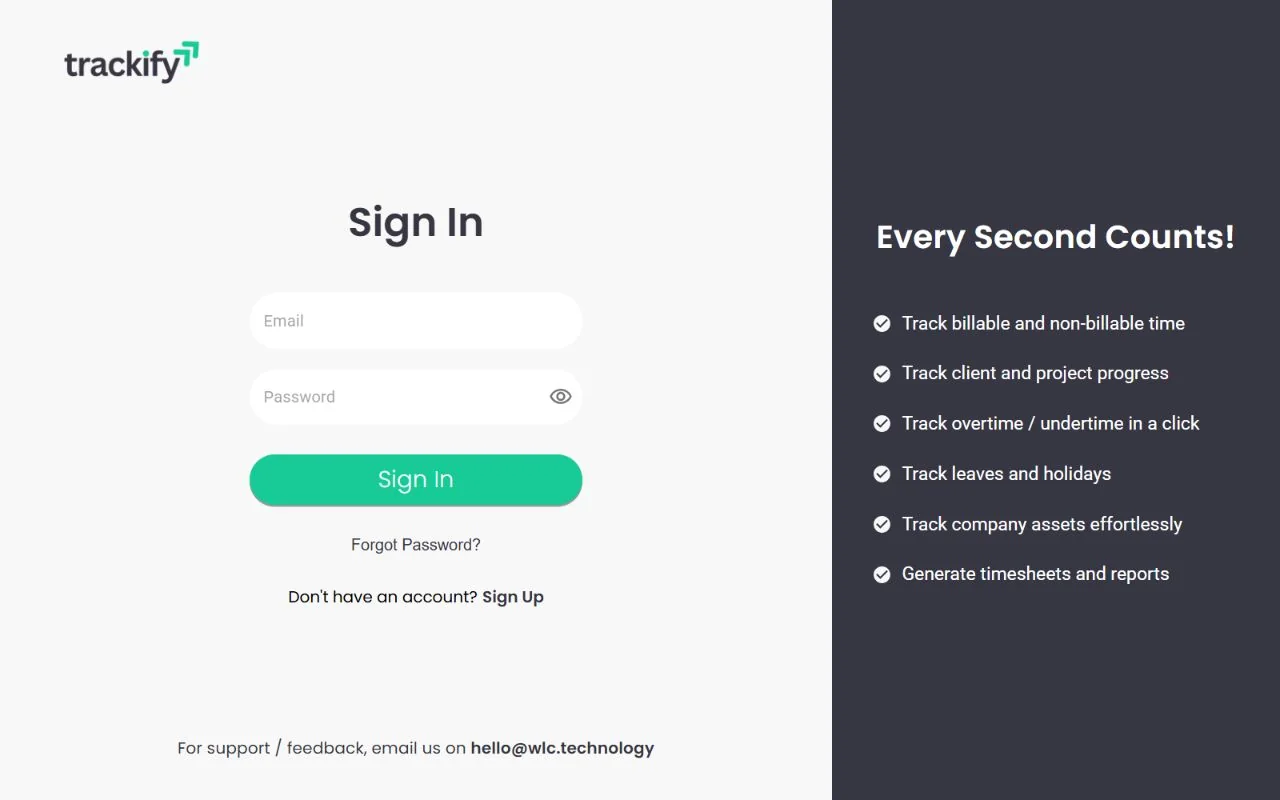 trackify
Sign In
Email
Password
Sign In
Forgot Password?
Don't have an account? Sign Up
For support / feedback, email us on hello@wlc.technology
Every Second Counts!
Track billable and non-billable time
Track client and project progress
Track overtime / undertime in a click
Track leaves and holidays
Track company assets effortlessly
Generate timesheets and reports